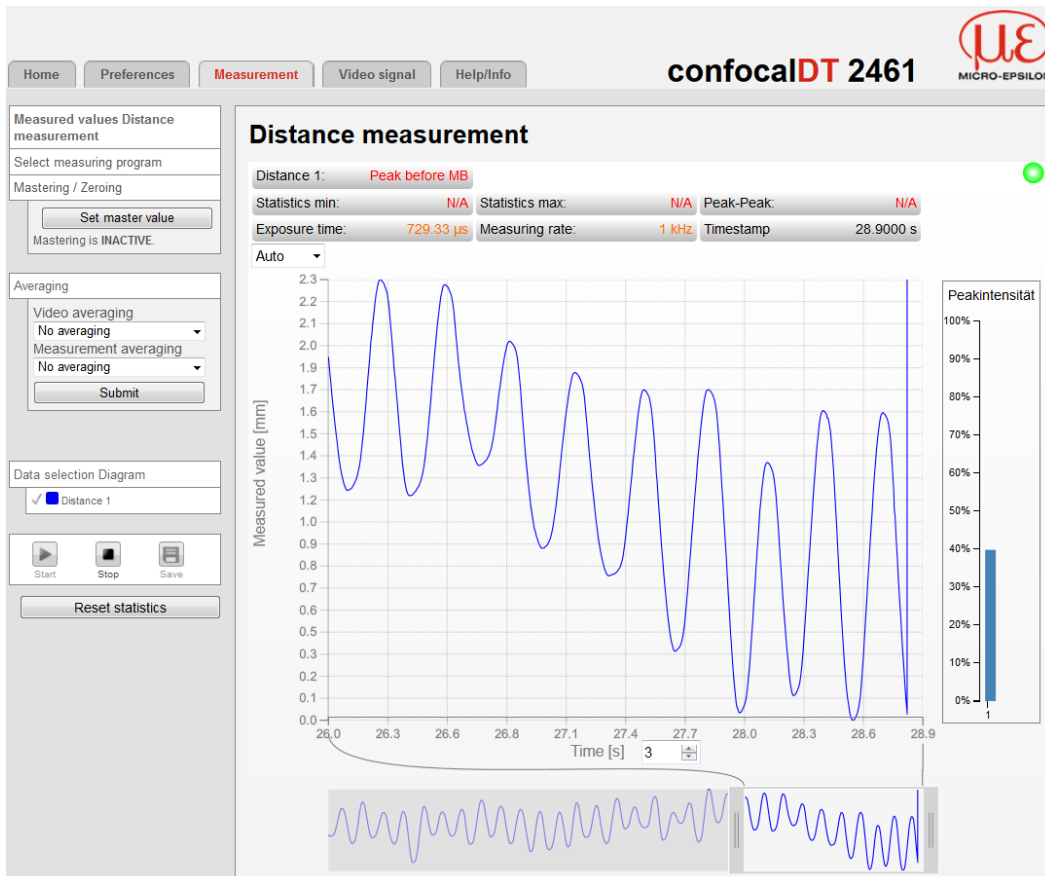 Home
Preferences
Measurement
Video signal
Help/Info
confocalDT 2461
με
MICRO-EPSILON
Measured values Distance
measurement
Select measuring program
Mastering / Zeroing
Set master value
Mastering is INACTIVE.
Averaging
Video averaging
No averaging
Measurement averaging
No averaging
Submit
Data selection Diagram
✓ Distance 1
Start
Stop
Save
Reset statistics
Distance measurement
Distance 1: Peak before MB
Statistics min: N/A Statistics max: N/A Peak-Peak: N/A
Exposure time: 729.33 µs Measuring rate: 1 kHz Timestamp 28.9000 s
Auto
Measured value [mm]
2.3
2.2
2.1
2.0
1.9
1.7
1.6
1.5
1.4
1.3
1.2
1.0
0.9
0.8
0.7
0.6
0.5
0.3
0.2
0.1
0.0
26.0 26.3 26.6 26.8 27.1 27.4 27.7 28.0 28.3 28.6 28.9
Time [s] 3
Peakintensität
100%
90%
80%
70%
60%
50%
40%
30%
20%
10%
0%
1